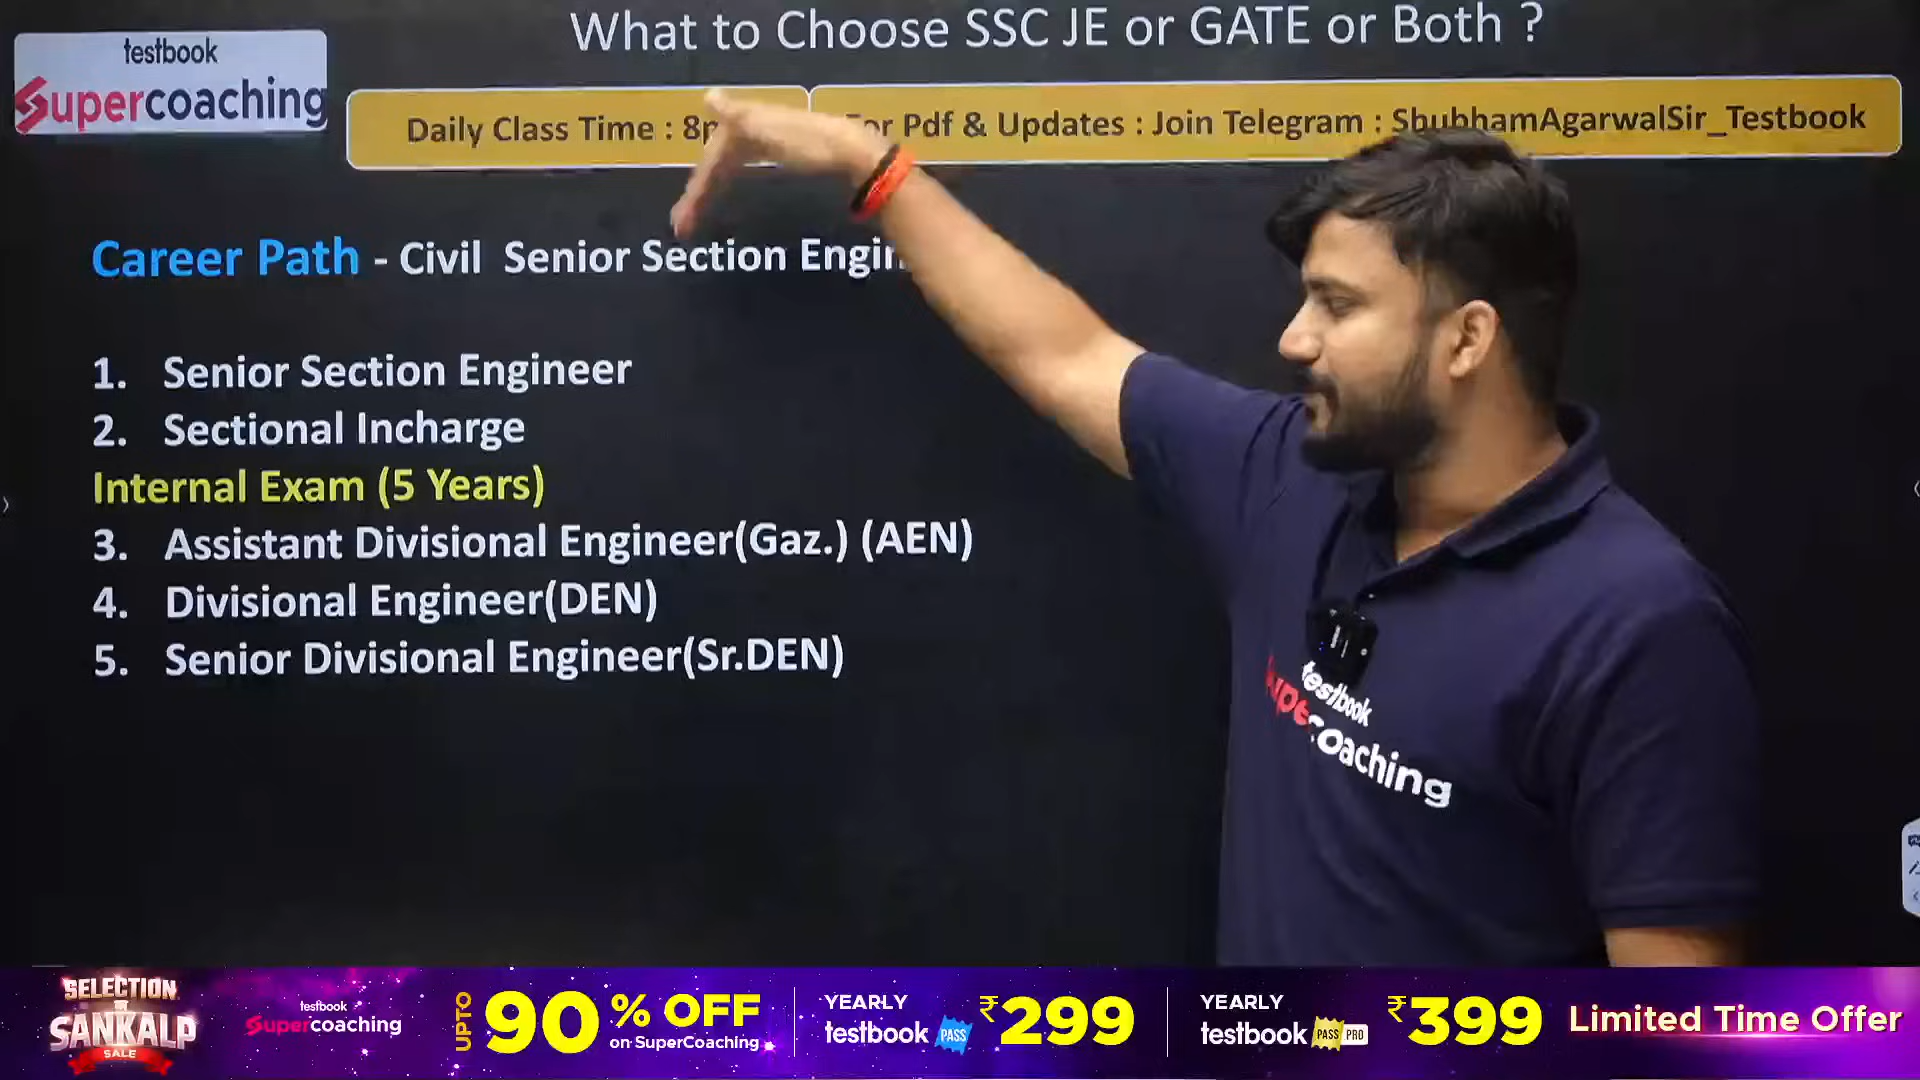 What to Choose SSC JE or GATE or Both ?
testbook
Supercoaching
Daily Class Time : 8p
For Pdf & Updates : Join Telegram : ShubhamAgarwalSir_Testbook
Career Path - Civil Senior Section Engin
1. Senior Section Engineer
2. Sectional Incharge
Internal Exam (5 Years)
3. Assistant Divisional Engineer(Gaz.) (AEN)
4. Divisional Engineer(DEN)
5. Senior Divisional Engineer(Sr.DEN)
testbook
Supercoaching
SELECTION
SANKALP
SALE
testbook
Supercoaching
UPTO 90% OFF
on SuperCoaching
YEARLY
testbook PASS
₹299
YEARLY
testbook PASS PRO
₹399
Limited Time Offer